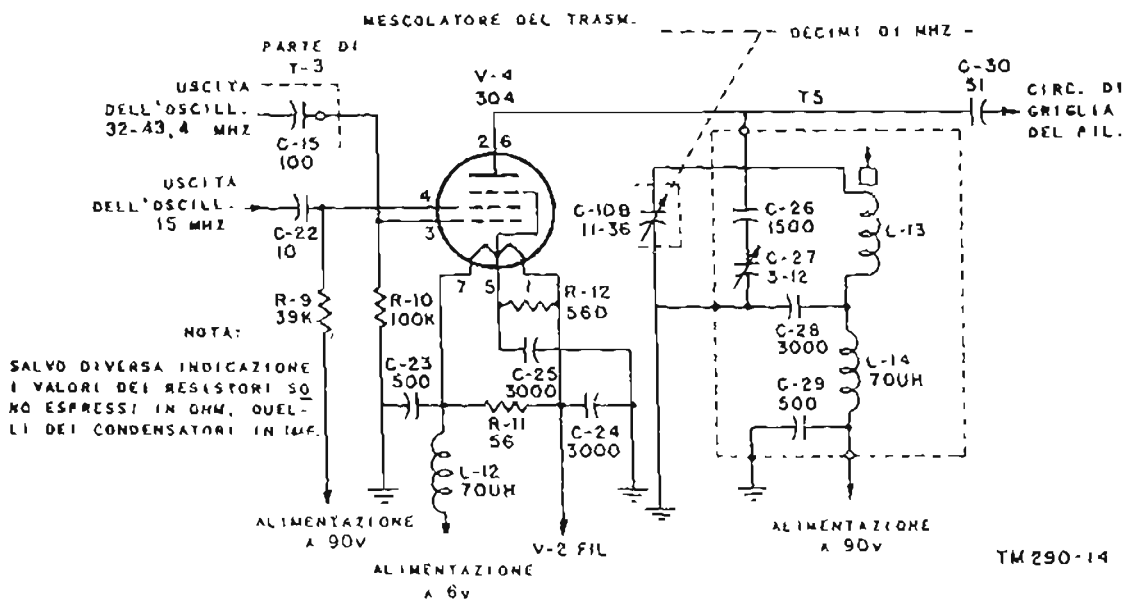 MESCOLATORE DEL TRASM.
DECIMI DI MHZ
PARTE DI
T-3
USCITA
DELL'OSCILL.
32-43,4 MHZ
C-15
100
V-4
3Q4
2 6
T5
C-30
51
CIRC. DI
GRIGLIA
DEL FIL.
USCITA
DELL'OSCILL.
15 MHZ
C-22
10
4
3
7
5
1
C-10B
11-36
C-26
1500
C-27
3-12
L-13
R-9
39K
R-10
100K
R-12
560
C-28
3000
L-14
70UH
C-23
500
C-25
3000
R-11
56
C-24
3000
C-29
500
NOTA:
SALVO DIVERSA INDICAZIONE
I VALORI DEI RESISTORI SO
NO ESPRESSI IN OHM, QUEL-
LI DEI CONDENSATORI IN
L-12
70UH
ALIMENTAZIONE
A 90V
V-2 FIL
ALIMENTAZIONE
A 6V
ALIMENTAZIONE
A 90V
TM 290-14